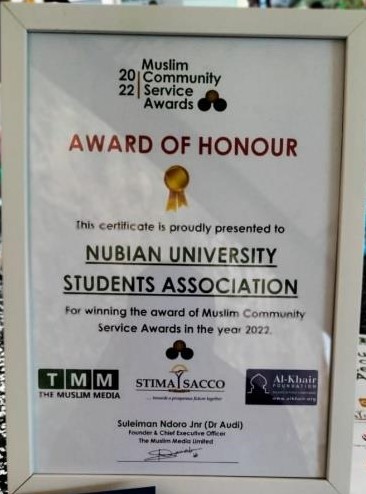 Muslim
2022 Community
Service
Awards
AWARD OF HONOUR
This certificate is proudly presented to
NUBIAN UNIVERSITY
STUDENTS ASSOCIATION
For winning the award of Muslim Community
Service Awards in the year 2022.
TMM
THE MUSLIM MEDIA
STIMA SACCO
... towards a prosperous future together
Al-Khair
FOUNDATION
www.alkhair.org
Suleiman Ndoro Jnr (Dr Audi)
Founder & Chief Executive Officer
The Muslim Media Limited